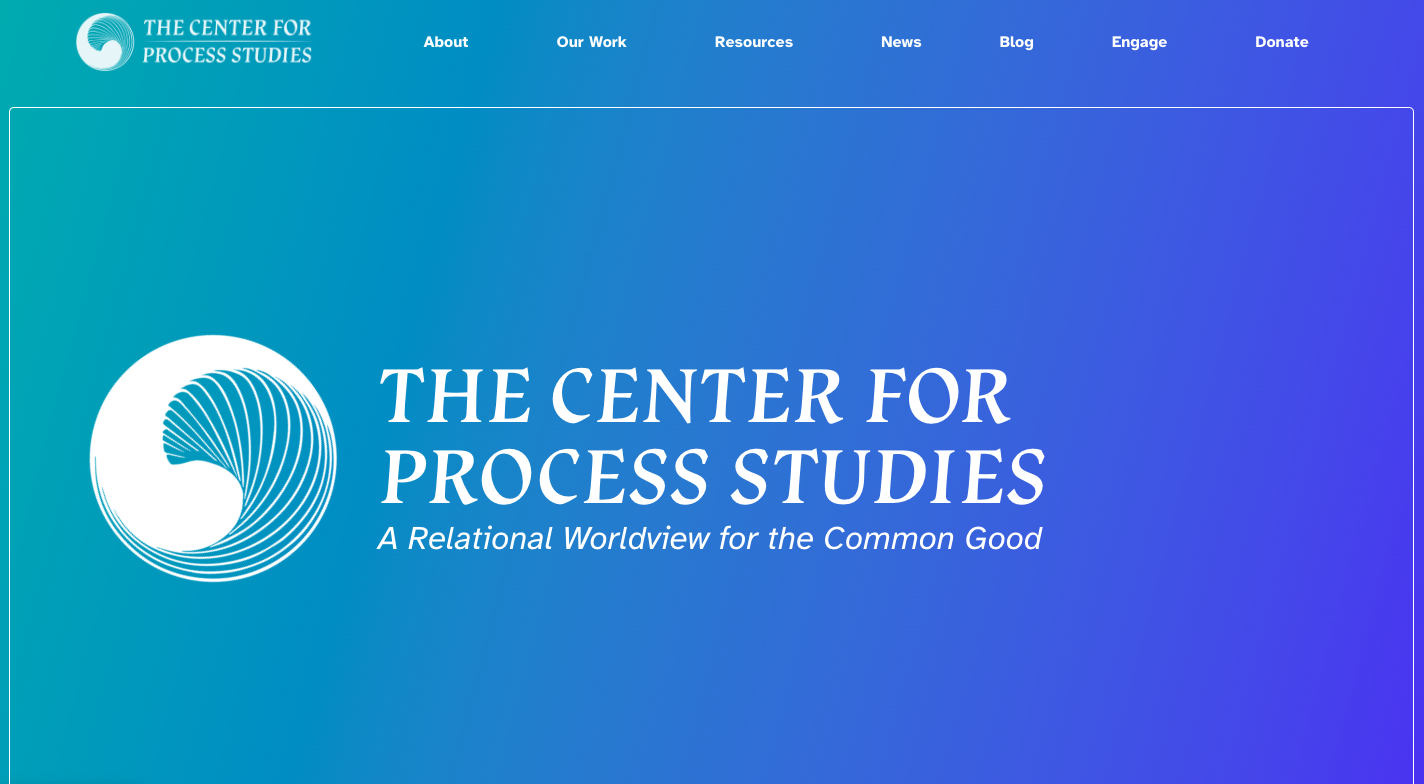 THE CENTER FOR
PROCESS STUDIES
About Our Work Resources News Blog Engage Donate
THE CENTER FOR
PROCESS STUDIES
A Relational Worldview for the Common Good